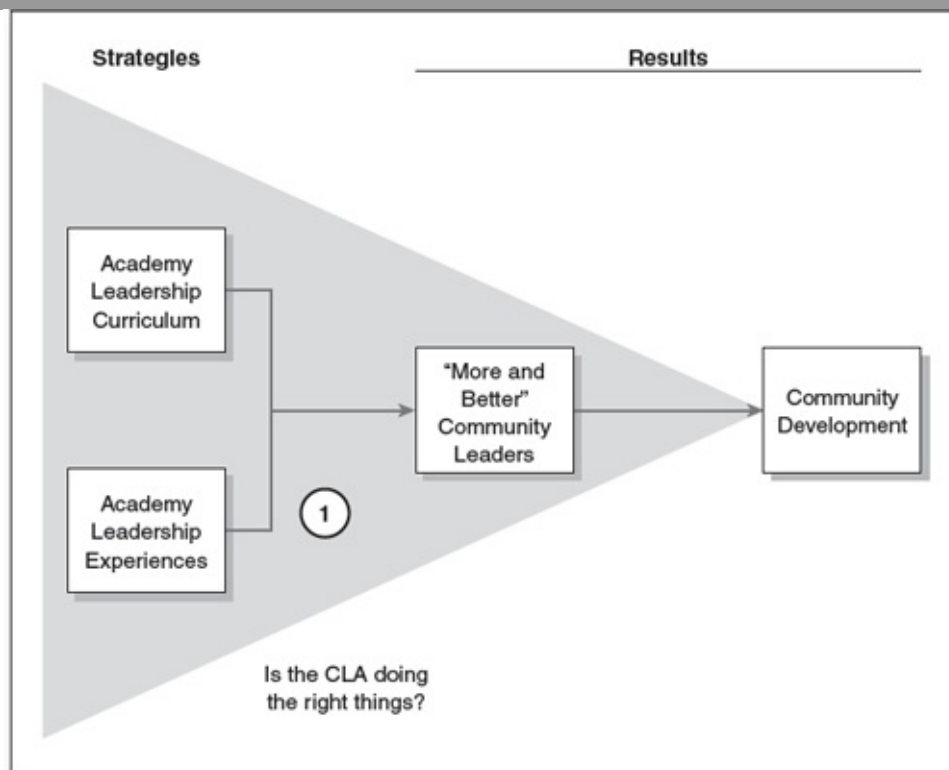 Strategies
Results
Academy
Leadership
Curriculum
Academy
Leadership
Experiences
1
“More and
Better”
Community
Leaders
Community
Development
Is the CLA doing
the right things?